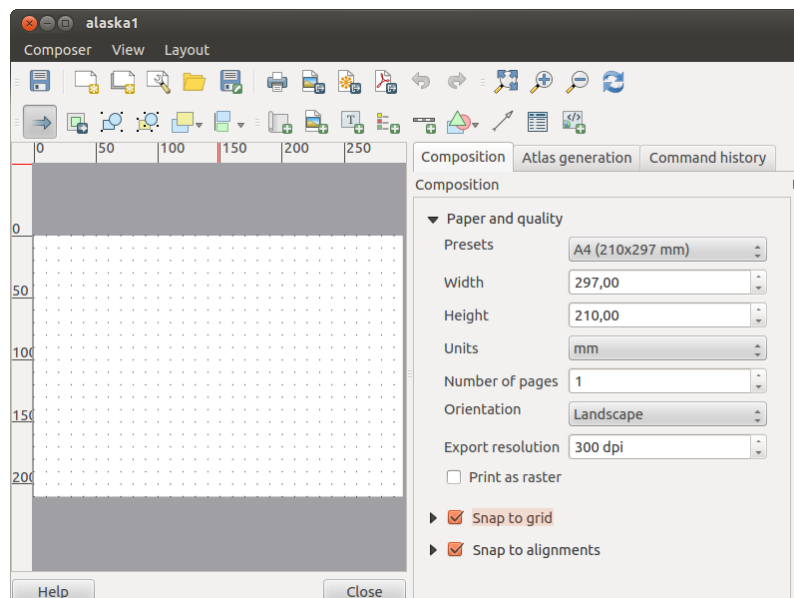 alaska1
Composer View Layout
T
0 50 100 150 200 250
0
50
100
150
200
Composition Atlas generation Command history
Composition
Paper and quality
Presets A4 (210x297 mm)
Width 297,00
Height 210,00
Units mm
Number of pages 1
Orientation Landscape
Export resolution 300 dpi
Print as raster
Snap to grid
Snap to alignments
Help Close